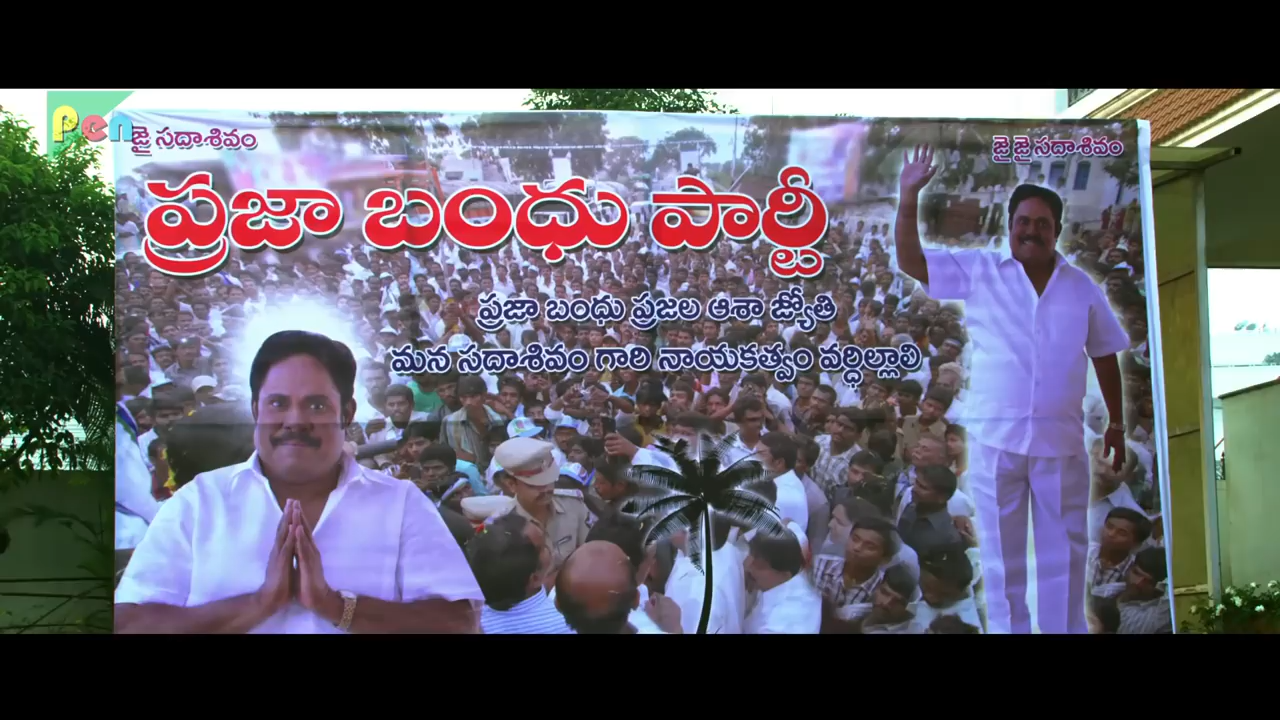 Pen
జై సదాశివం
జై జై సదాశివం
ప్రజా బంధు పార్టీ
ప్రజా బంధు ప్రజల ఆశా జ్యోతి
మన సదాశివం గారి నాయకత్వం వర్ధిల్లాలి